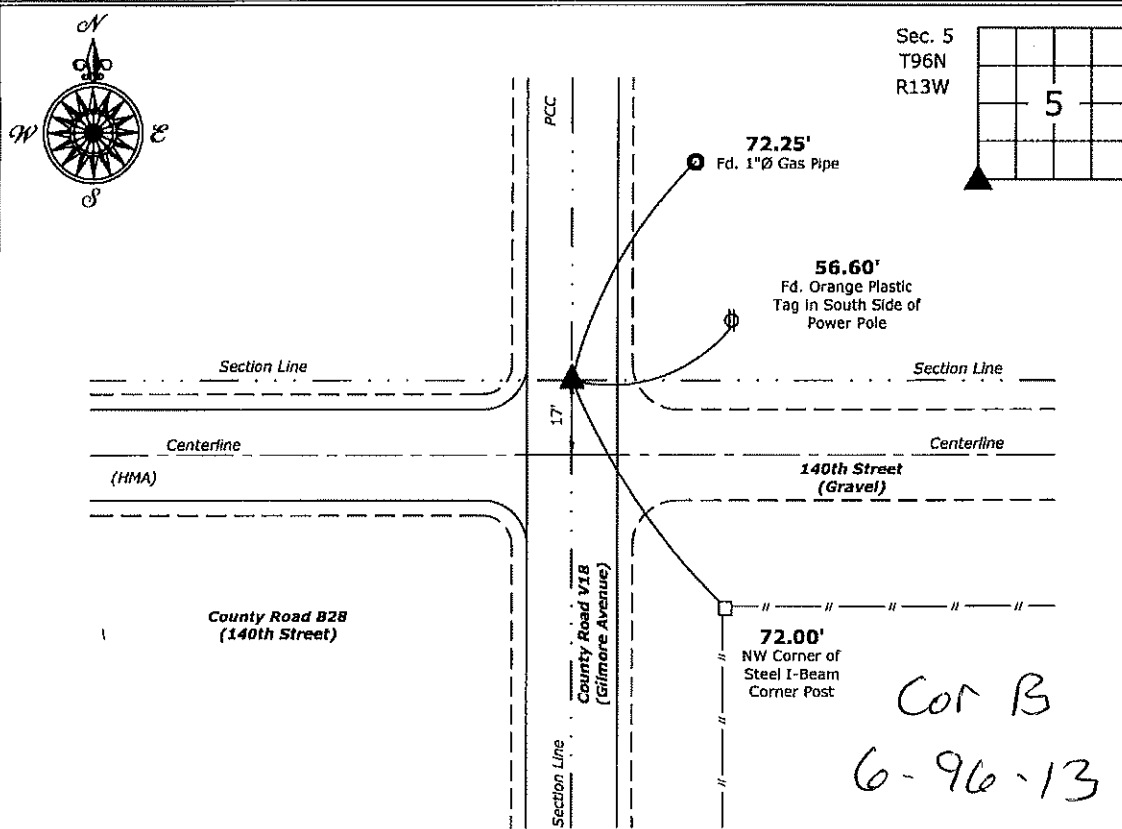 N
W
E
S
Sec. 5
T96N
R13W
5
PCC
72.25'
Fd. 1"Ø Gas Pipe
56.60'
Fd. Orange Plastic
Tag in South Side of
Power Pole
Section Line
Section Line
17'
Centerline
Centerline
(HMA)
140th Street
(Gravel)
County Road B28
(140th Street)
County Road V18
(Gilmore Avenue)
Section Line
72.00'
NW Corner of
Steel I-Beam
Corner Post
Cor B
6-96-13